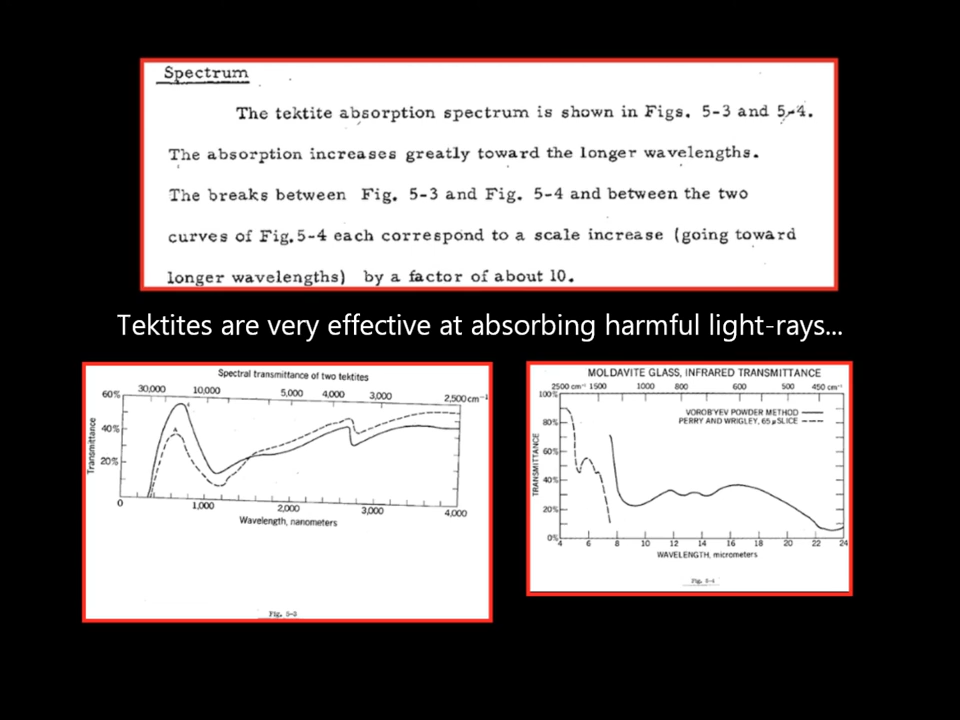 Spectrum
The tektite absorption spectrum is shown in Figs. 5-3 and 5-4.
The absorption increases greatly toward the longer wavelengths.
The breaks between Fig. 5-3 and Fig. 5-4 and between the two
curves of Fig.5-4 each correspond to a scale increase (going toward
longer wavelengths) by a factor of about 10.
Tektites are very effective at absorbing harmful light-rays...
Spectral transmittance of two tektites
30,000 10,000 5,000 4,000 3,000 2,500 cm⁻¹
60%
40%
20%
Transmittance
0 1,000 2,000 3,000 4,000
Wavelength, nanometers
Fig. 5-3
MOLDAVITE GLASS, INFRARED TRANSMITTANCE
2500 cm⁻¹ 1500 1000 800 600 500 450 cm⁻¹
100%
80%
60%
40%
20%
0%
TRANSMITTANCE
VOROB'YEV POWDER METHOD
PERRY AND WRIGLEY, 65 μ SLICE
4 6 8 10 12 14 16 18 20 22 24
WAVELENGTH, micrometers
Fig. 5-4